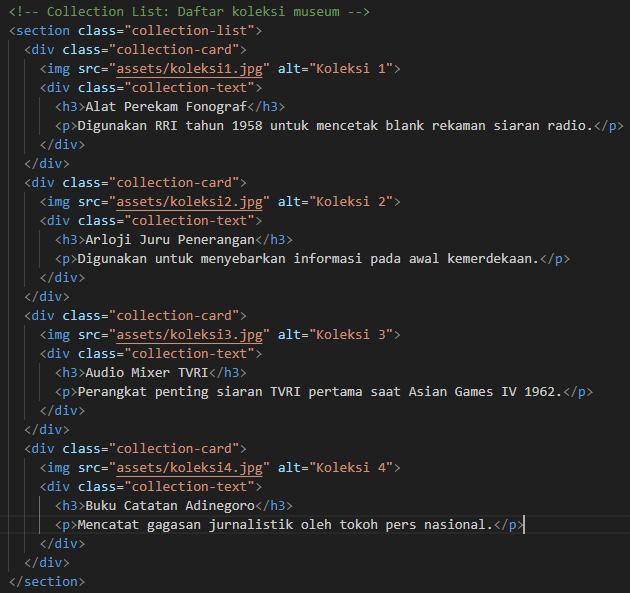 <!-- Collection List: Daftar koleksi museum -->
<section class="collection-list">
  <div class="collection-card">
    <img src="assets/koleksi1.jpg" alt="Koleksi 1">
    <div class="collection-text">
      <h3>Alat Perekam Fonograf</h3>
      <p>Digunakan RRI tahun 1958 untuk mencetak blank rekaman siaran radio.</p>
    </div>
  </div>
  <div class="collection-card">
    <img src="assets/koleksi2.jpg" alt="Koleksi 2">
    <div class="collection-text">
      <h3>Arloji Juru Penerangan</h3>
      <p>Digunakan untuk menyebarkan informasi pada awal kemerdekaan.</p>
    </div>
  </div>
  <div class="collection-card">
    <img src="assets/koleksi3.jpg" alt="Koleksi 3">
    <div class="collection-text">
      <h3>Audio Mixer TVRI</h3>
      <p>Perangkat penting siaran TVRI pertama saat Asian Games IV 1962.</p>
    </div>
  </div>
  <div class="collection-card">
    <img src="assets/koleksi4.jpg" alt="Koleksi 4">
    <div class="collection-text">
      <h3>Buku Catatan Adinegoro</h3>
      <p>Mencatat gagasan jurnalistik oleh tokoh pers nasional.</p>
    </div>
  </div>
</section>